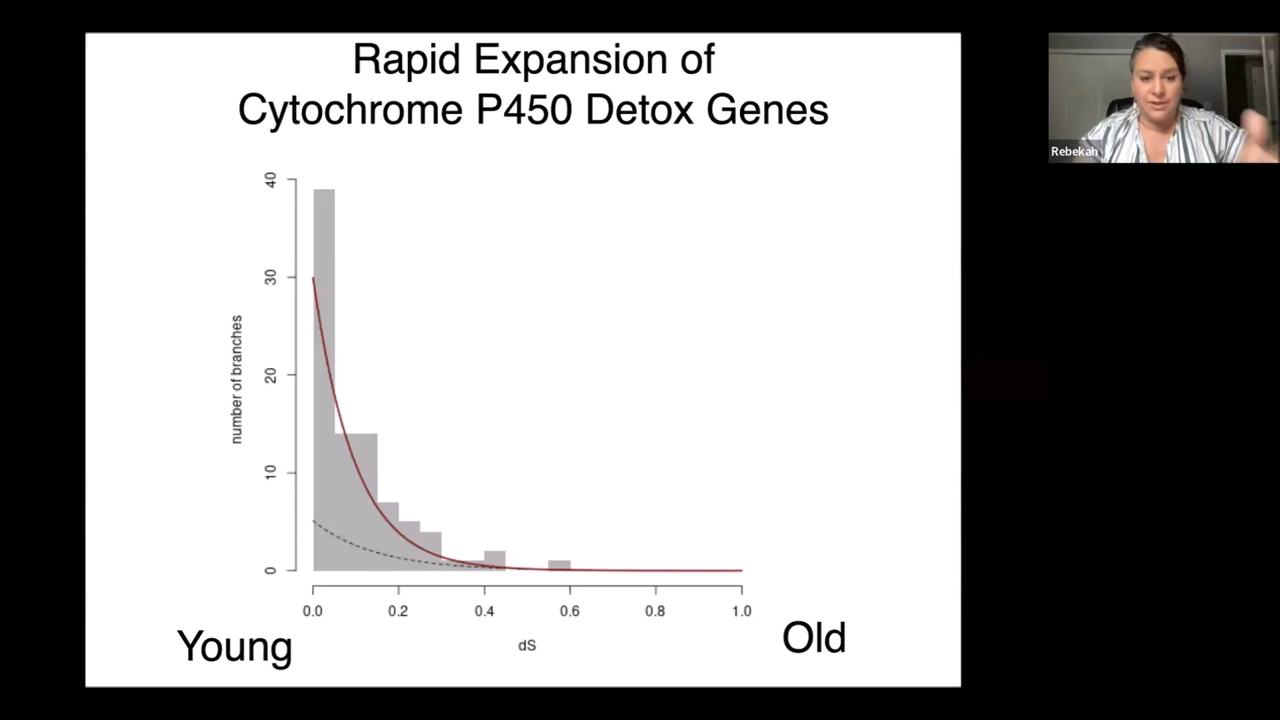 Rapid Expansion of
Cytochrome P450 Detox Genes
Rebekah
number of branches
40
30
20
10
0
0.0 0.2 0.4 0.6 0.8 1.0
dS
Young
Old